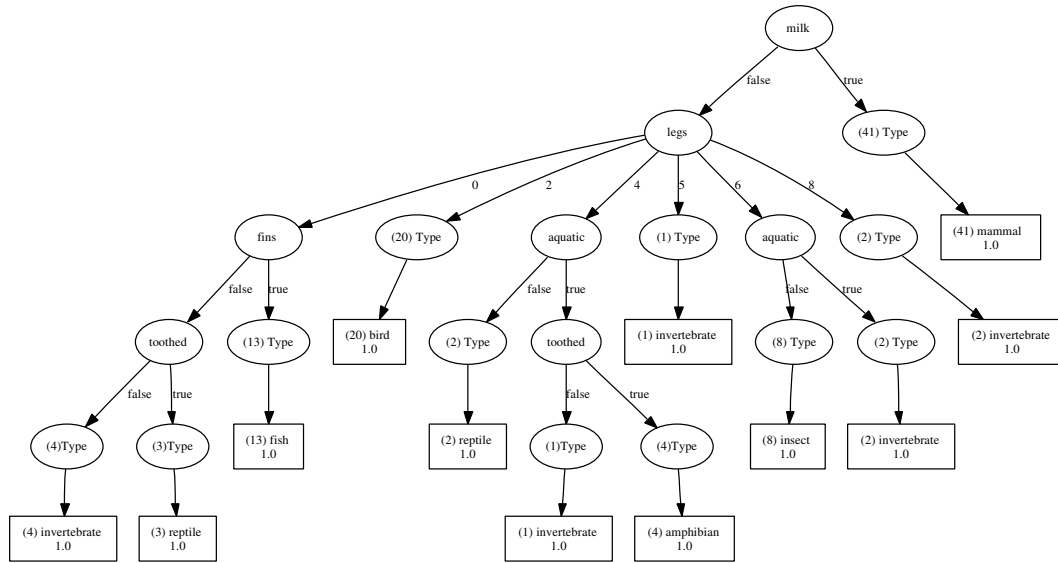 milk
false
true
legs
(41) Type
0
2
4
5
6
8
(41) mammal
1.0
fins
(20) Type
aquatic
(1) Type
aquatic
(2) Type
false
true
false
true
false
true
toothed
(13) Type
(20) bird
1.0
(2) Type
toothed
(1) invertebrate
1.0
(8) Type
(2) Type
(2) invertebrate
1.0
false
true
false
true
(4)Type
(3)Type
(13) fish
1.0
(2) reptile
1.0
(1)Type
(4)Type
(8) insect
1.0
(2) invertebrate
1.0
(4) invertebrate
1.0
(3) reptile
1.0
(1) invertebrate
1.0
(4) amphibian
1.0